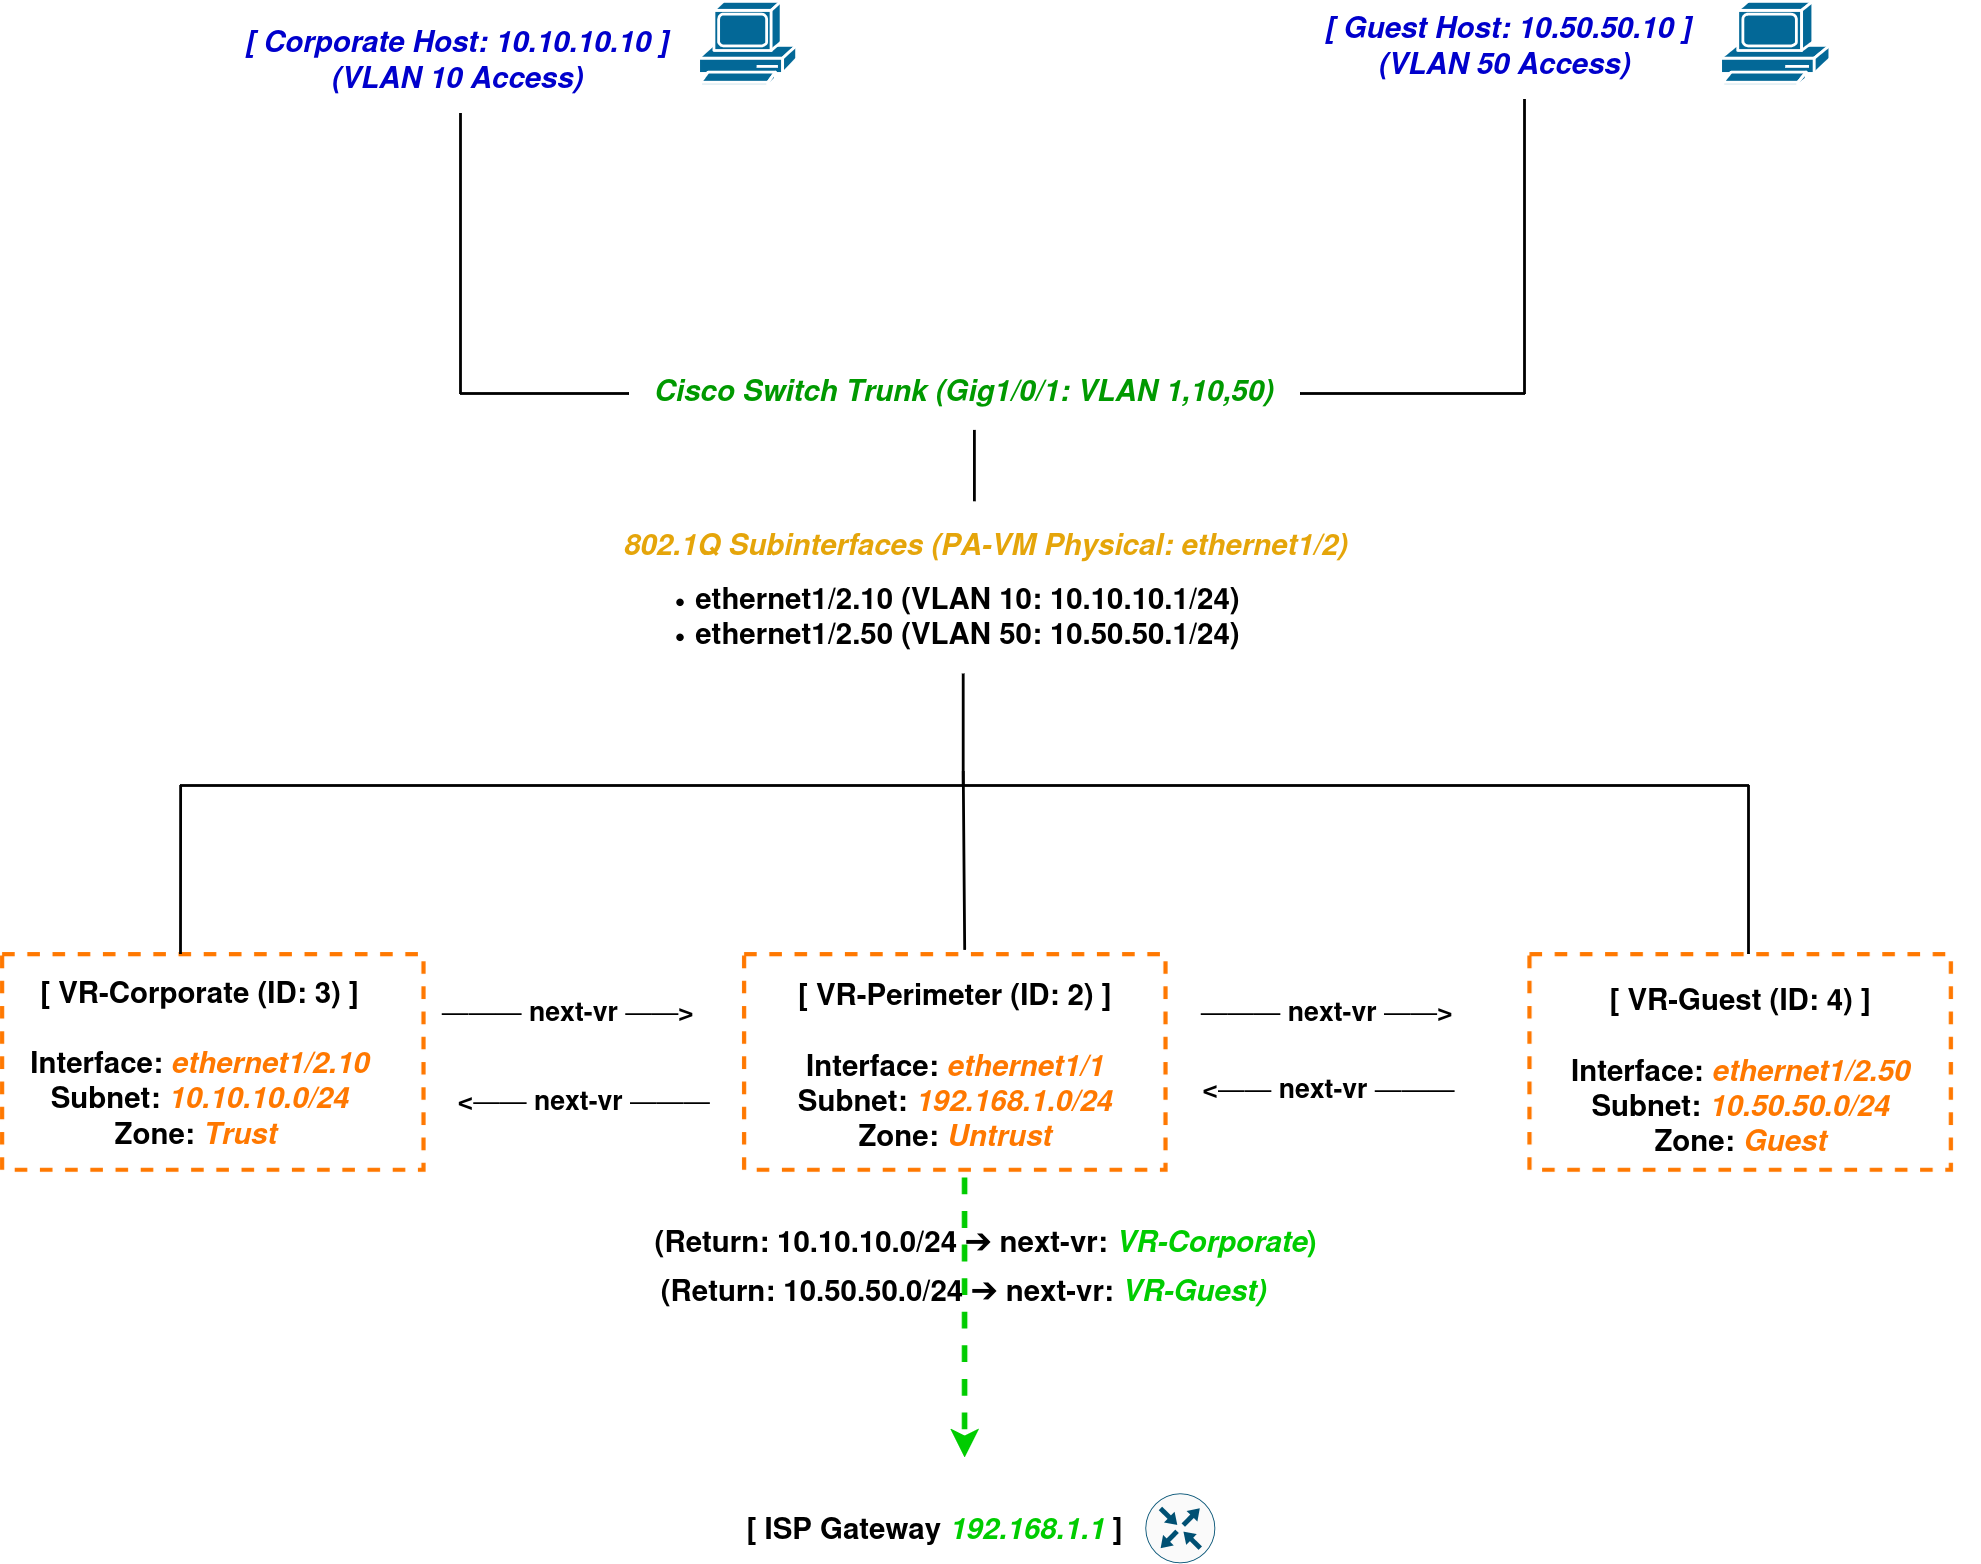 [ Corporate Host: 10.10.10.10 ]
(VLAN 10 Access)
[ Guest Host: 10.50.50.10 ]
(VLAN 50 Access)
Cisco Switch Trunk (Gig1/0/1: VLAN 1,10,50)
802.1Q Subinterfaces (PA-VM Physical: ethernet1/2)
• ethernet1/2.10 (VLAN 10: 10.10.10.1/24)
• ethernet1/2.50 (VLAN 50: 10.50.50.1/24)
[ VR-Corporate (ID: 3) ]
Interface: ethernet1/2.10
Subnet: 10.10.10.0/24
Zone: Trust
——— next-vr ——>
<—— next-vr ———
[ VR-Perimeter (ID: 2) ]
Interface: ethernet1/1
Subnet: 192.168.1.0/24
Zone: Untrust
——— next-vr ——>
<—— next-vr ———
[ VR-Guest (ID: 4) ]
Interface: ethernet1/2.50
Subnet: 10.50.50.0/24
Zone: Guest
(Return: 10.10.10.0/24 ➔ next-vr: VR-Corporate)
(Return: 10.50.50.0/24 ➔ next-vr: VR-Guest)
[ ISP Gateway 192.168.1.1 ]